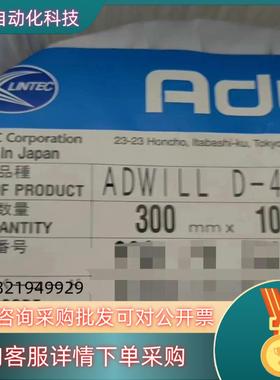 自动化科技
LINTEC
Ad
C Corporation
23-23 Honcho, Itabashi-ku, Tokyo
in Japan
品種
OF PRODUCT
ADWILL D-4
数量
QUANTITY
300 mm x 10
番号
821949929
咨询采购批发可对公开票
客服详情下单采购